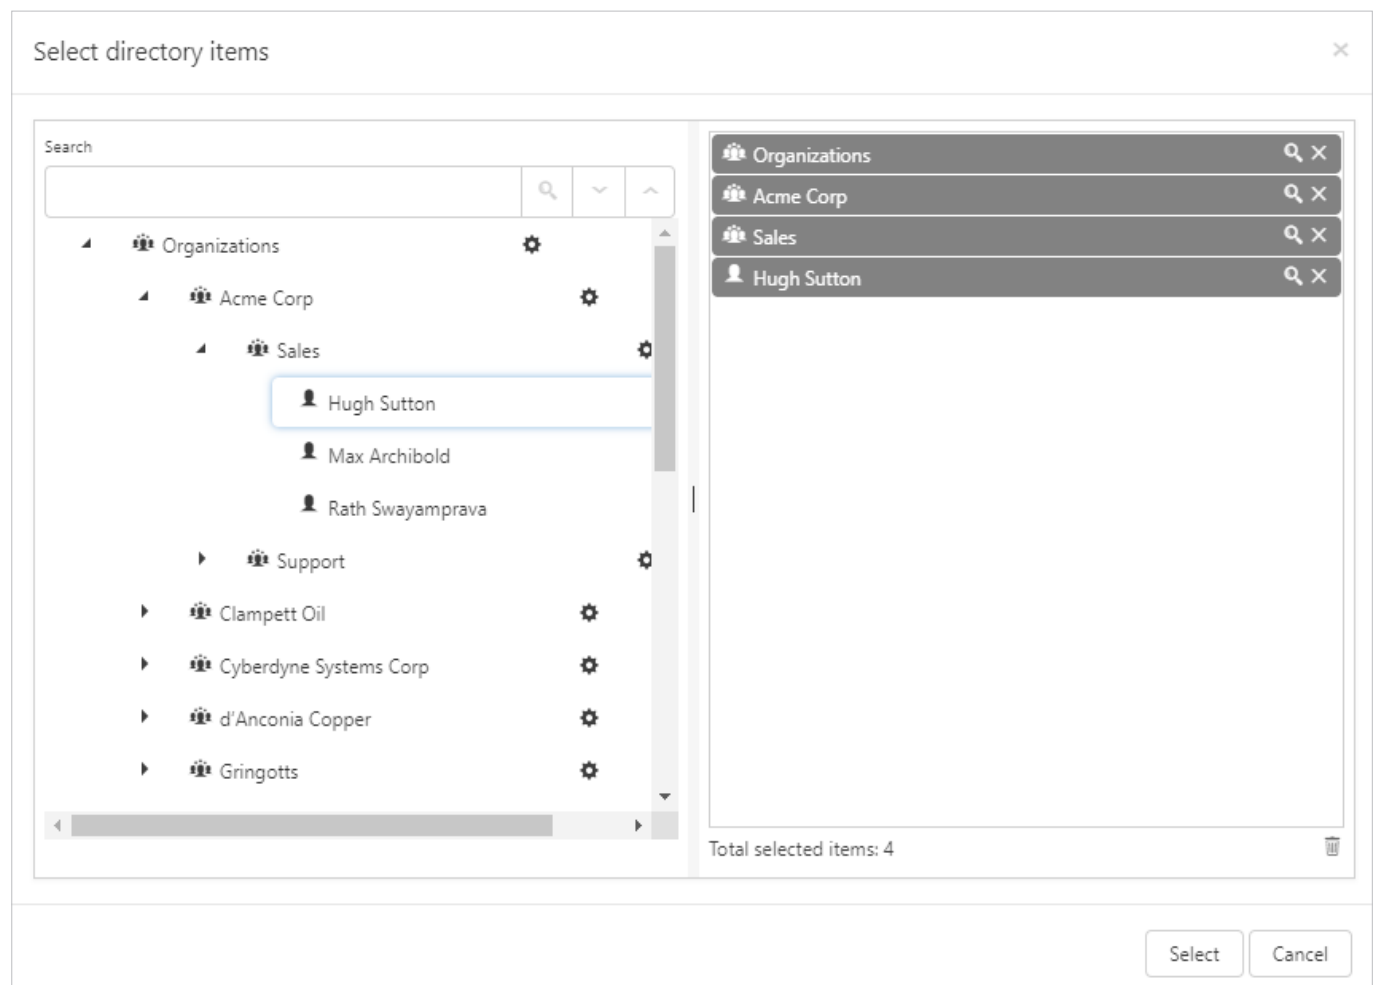 Select directory items
Search
Organizations
Acme Corp
Sales
Hugh Sutton
Max Archibold
Rath Swayamprava
Support
Clampett Oil
Cyberdyne Systems Corp
d'Anconia Copper
Gringotts
Organizations
Acme Corp
Sales
Hugh Sutton
Total selected items: 4
Select Cancel